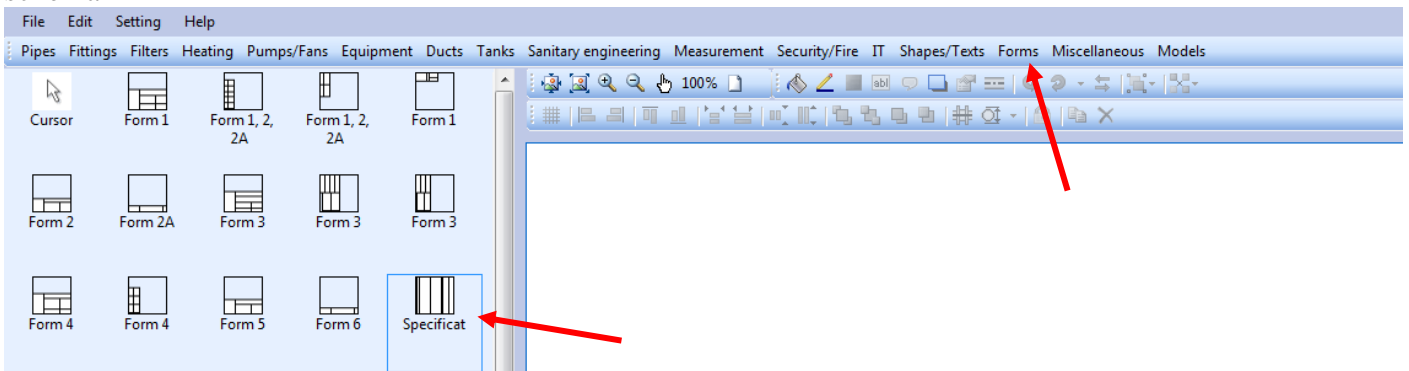 File Edit Setting Help
Pipes Fittings Filters Heating Pumps/Fans Equipment Ducts Tanks Sanitary engineering Measurement Security/Fire IT Shapes/Texts Forms Miscellaneous Models
100% abl
Cursor Form 1 Form 1, 2, 2A Form 1, 2, 2A Form 1
Form 2 Form 2A Form 3 Form 3 Form 3
Form 4 Form 4 Form 5 Form 6 Specificat